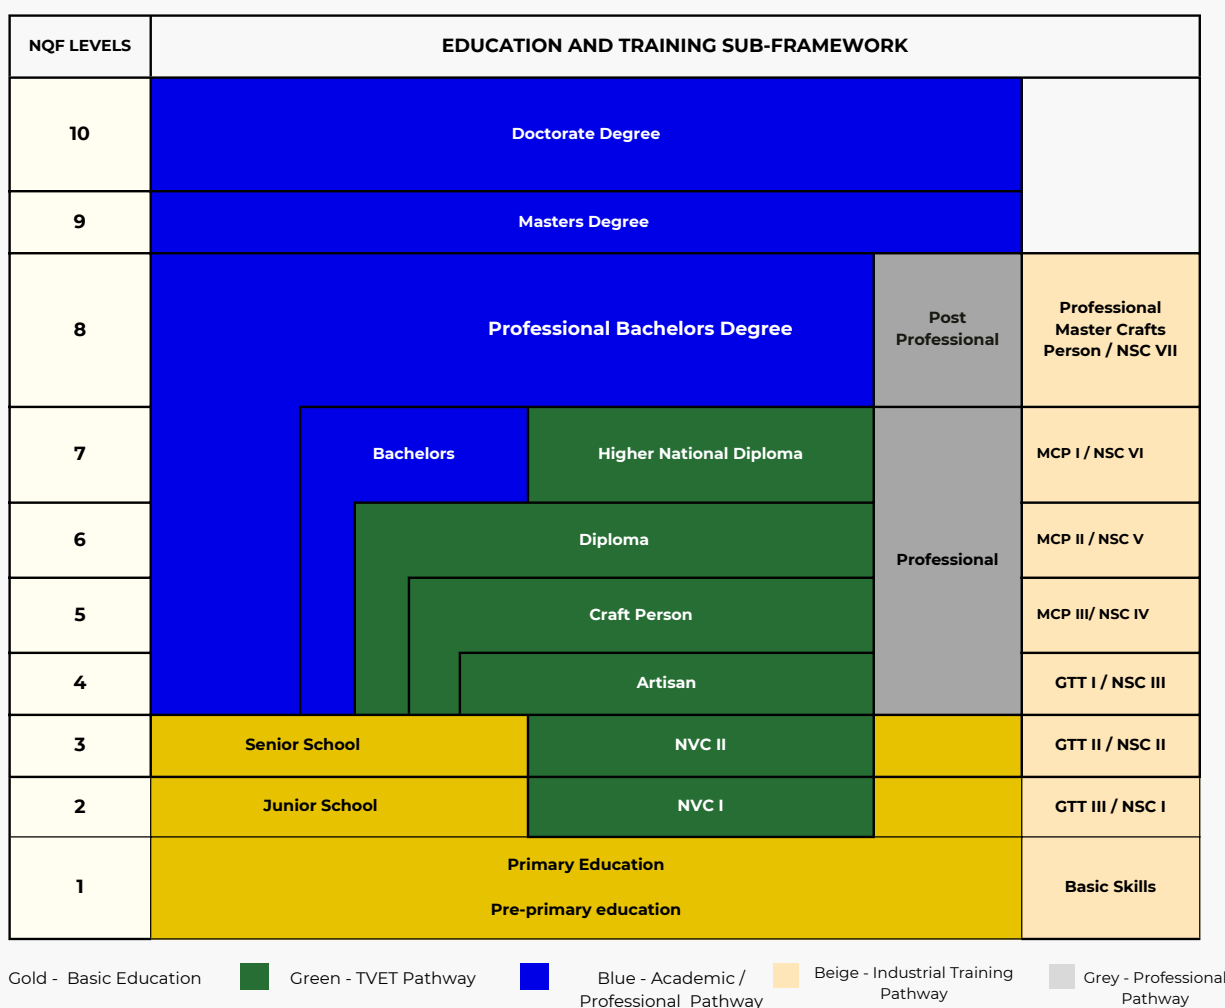 NQF LEVELS
EDUCATION AND TRAINING SUB-FRAMEWORK
10
Doctorate Degree
9
Masters Degree
8
Professional Bachelors Degree
Post
Professional
Professional
Master Crafts
Person / NSC VII
7
Bachelors
Higher National Diploma
MCP I / NSC VI
6
Diploma
MCP II / NSC V
Professional
5
Craft Person
MCP III/ NSC IV
4
Artisan
GTT I / NSC III
3
Senior School
NVC II
GTT II / NSC II
2
Junior School
NVC I
GTT III / NSC I
1
Primary Education
Pre-primary education
Basic Skills
Gold - Basic Education
Green - TVET Pathway
Blue - Academic /
Professional Pathway
Beige - Industrial Training
Pathway
Grey - Professional
Pathway